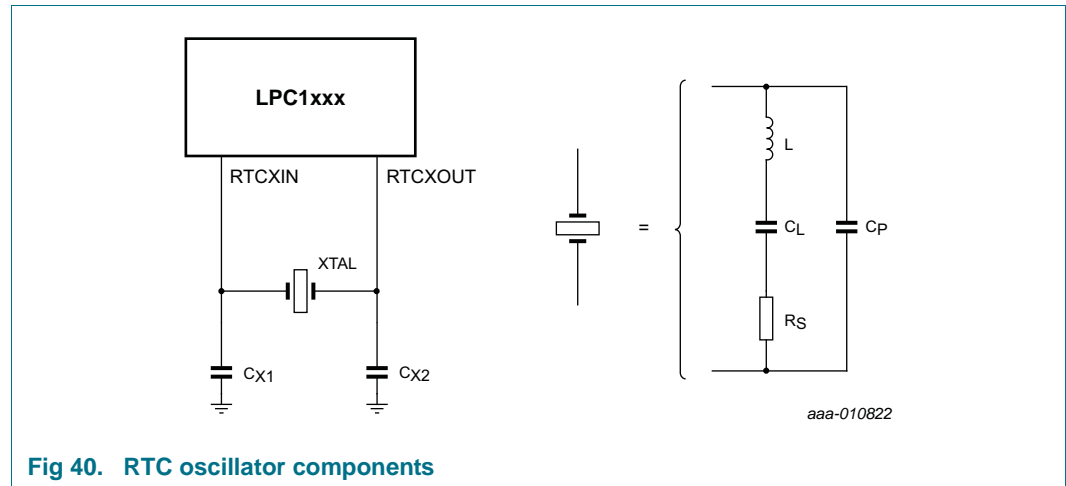 LPC1xxx
RTCXIN
RTCXOUT
XTAL
CX1
CX2
=
L
CL
CP
RS
aaa-010822
Fig 40. RTC oscillator components